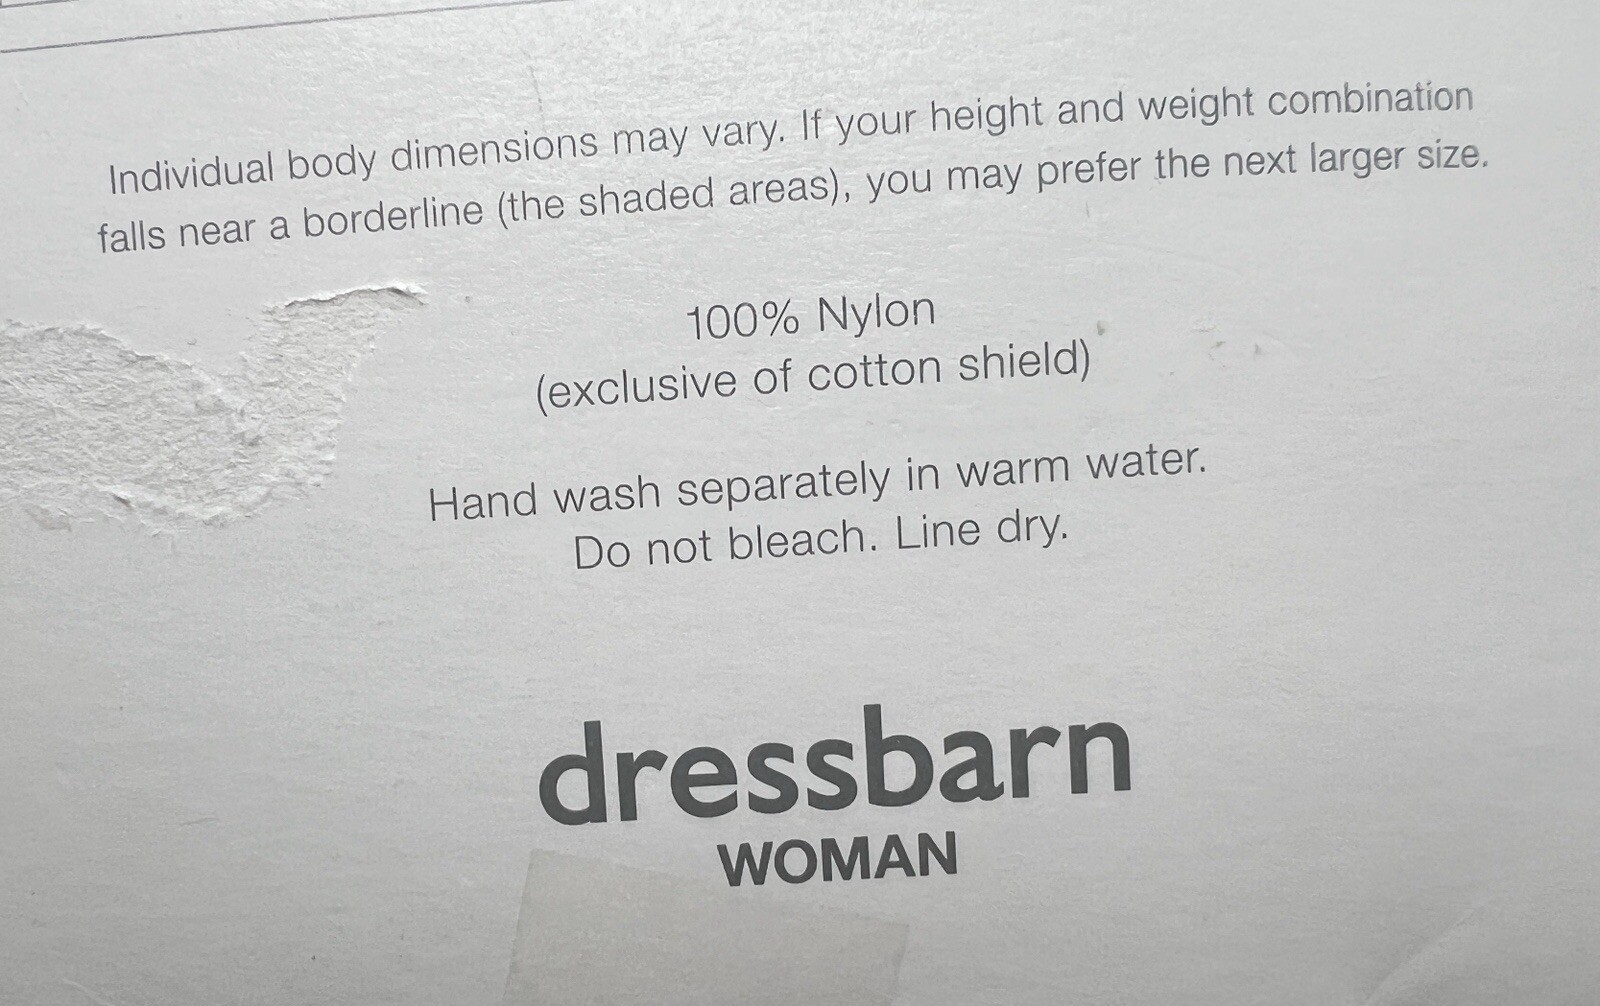 Individual body dimensions may vary. If your height and weight combination
falls near a borderline (the shaded areas), you may prefer the next larger size.
100% Nylon
(exclusive of cotton shield)
Hand wash separately in warm water.
Do not bleach. Line dry.
dressbarn
WOMAN